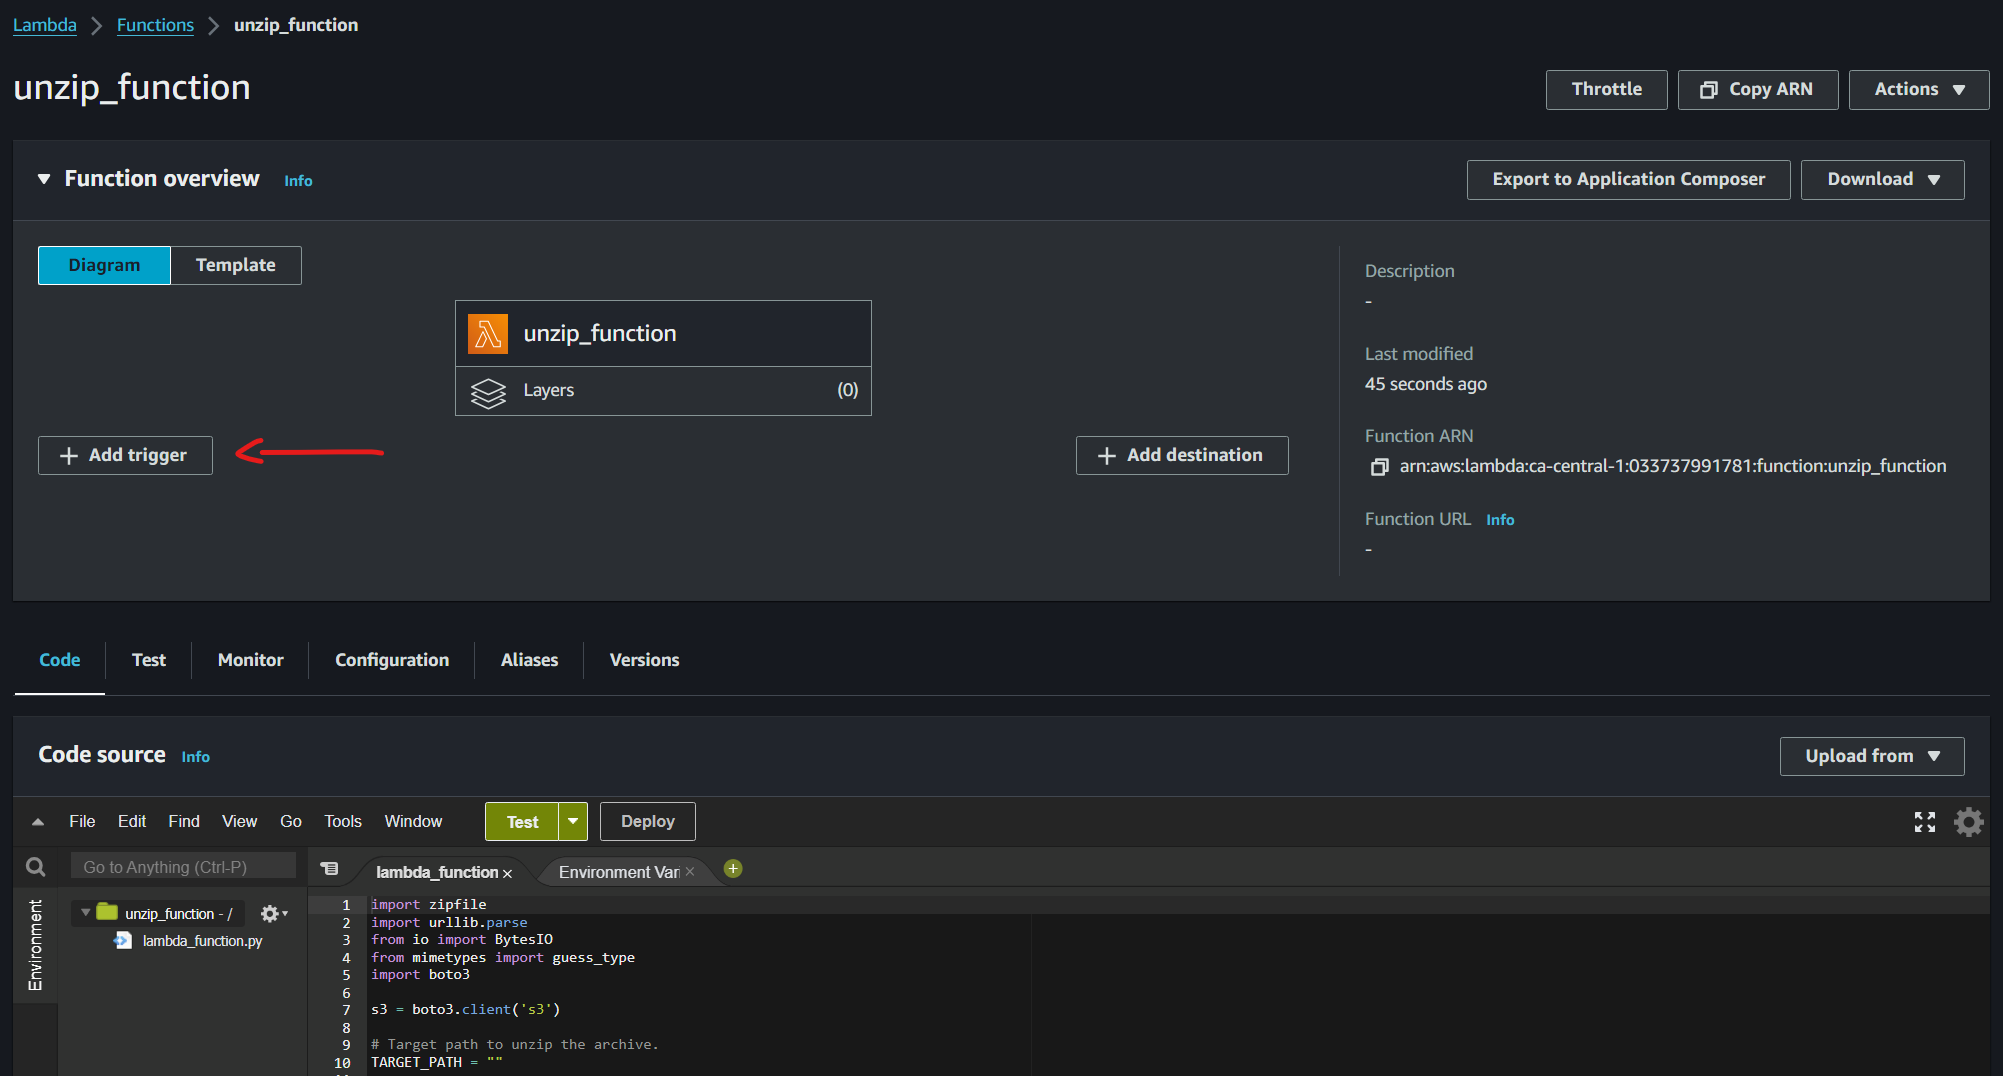 Lambda > Functions > unzip_function
unzip_function
Throttle
Copy ARN
Actions
Function overview Info
Export to Application Composer
Download
Diagram
Template
unzip_function
Layers (0)
+ Add trigger
+ Add destination
Description
-
Last modified
45 seconds ago
Function ARN
arn:aws:lambda:ca-central-1:033737991781:function:unzip_function
Function URL Info
-
Code
Test
Monitor
Configuration
Aliases
Versions
Code source Info
Upload from
File Edit Find View Go Tools Window
Test
Deploy
Go to Anything (Ctrl-P)
lambda_function ×
Environment Vari ×
Environment
unzip_function - /
lambda_function.py
1 import zipfile
2 import urllib.parse
3 from io import BytesIO
4 from mimetypes import guess_type
5 import boto3
6
7 s3 = boto3.client('s3')
8
9 # Target path to unzip the archive.
10 TARGET_PATH = ""